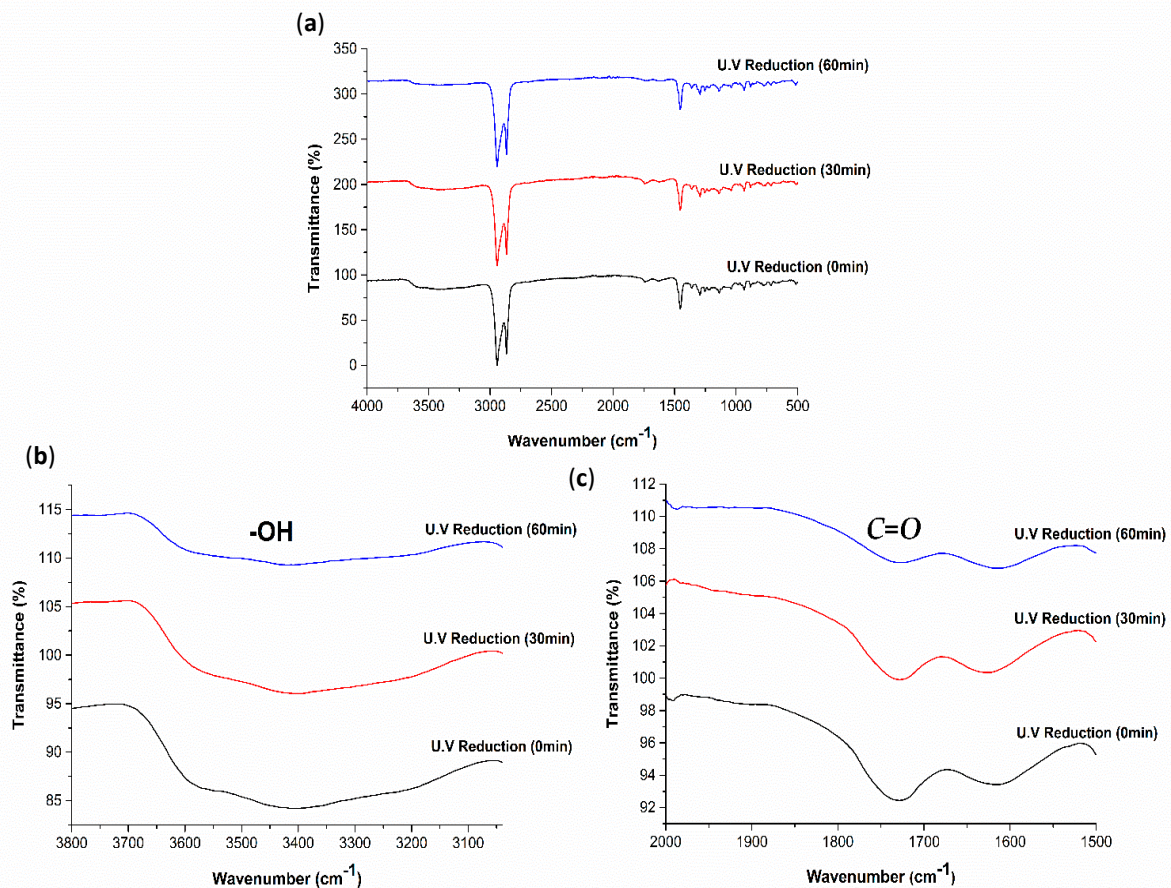 (a)
350
300
250
200
150
100
50
0
Transmittance (%)
U.V Reduction (60min)
U.V Reduction (30min)
U.V Reduction (0min)
4000 3500 3000 2500 2000 1500 1000 500
Wavenumber (cm⁻¹)
(b)
115
110
105
100
95
90
85
Transmittance (%)
-OH
U.V Reduction (60min)
U.V Reduction (30min)
U.V Reduction (0min)
3800 3700 3600 3500 3400 3300 3200 3100
Wavenumber (cm⁻¹)
(c)
112
110
108
106
104
102
100
98
96
94
92
Transmittance (%)
C=O
U.V Reduction (60min)
U.V Reduction (30min)
U.V Reduction (0min)
2000 1900 1800 1700 1600 1500
Wavenumber (cm⁻¹)